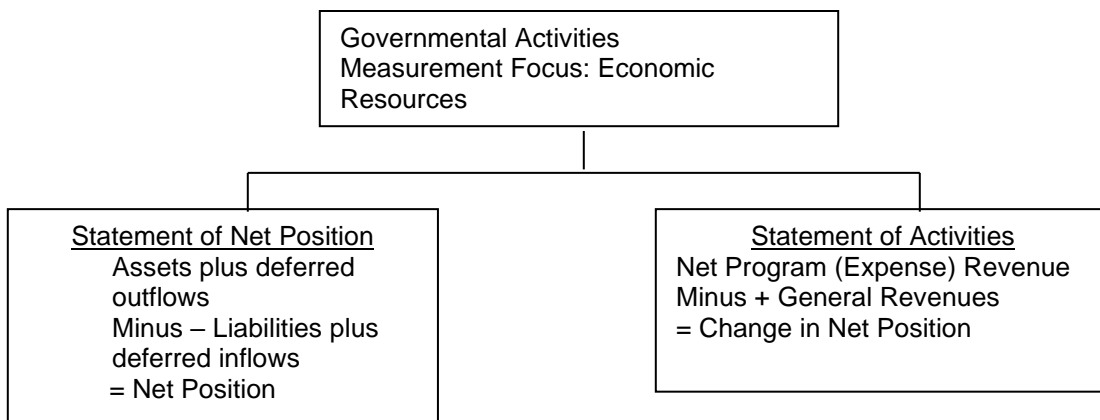 Governmental Activities
Measurement Focus: Economic
Resources
Statement of Net Position
Assets plus deferred
outflows
Minus – Liabilities plus
deferred inflows
= Net Position
Statement of Activities
Net Program (Expense) Revenue
Minus + General Revenues
= Change in Net Position